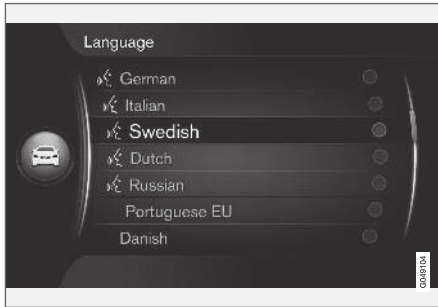 Language
German
Italian
Swedish
Dutch
Russian
Portuguese EU
Danish
G049104